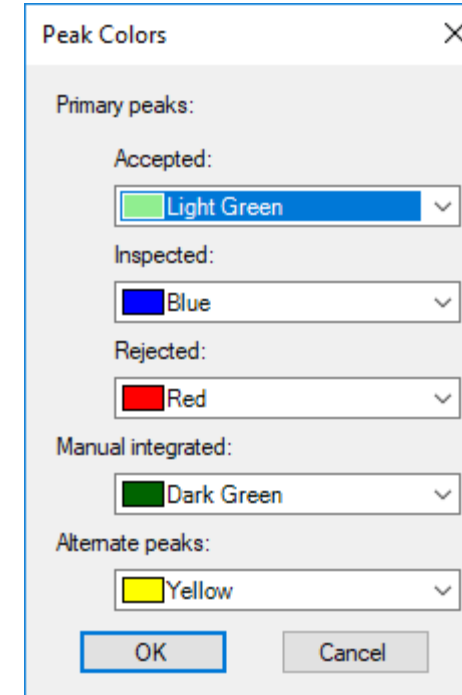 Peak Colors
Primary peaks:
Accepted:
Light Green
Inspected:
Blue
Rejected:
Red
Manual integrated:
Dark Green
Alternate peaks:
Yellow
OK Cancel